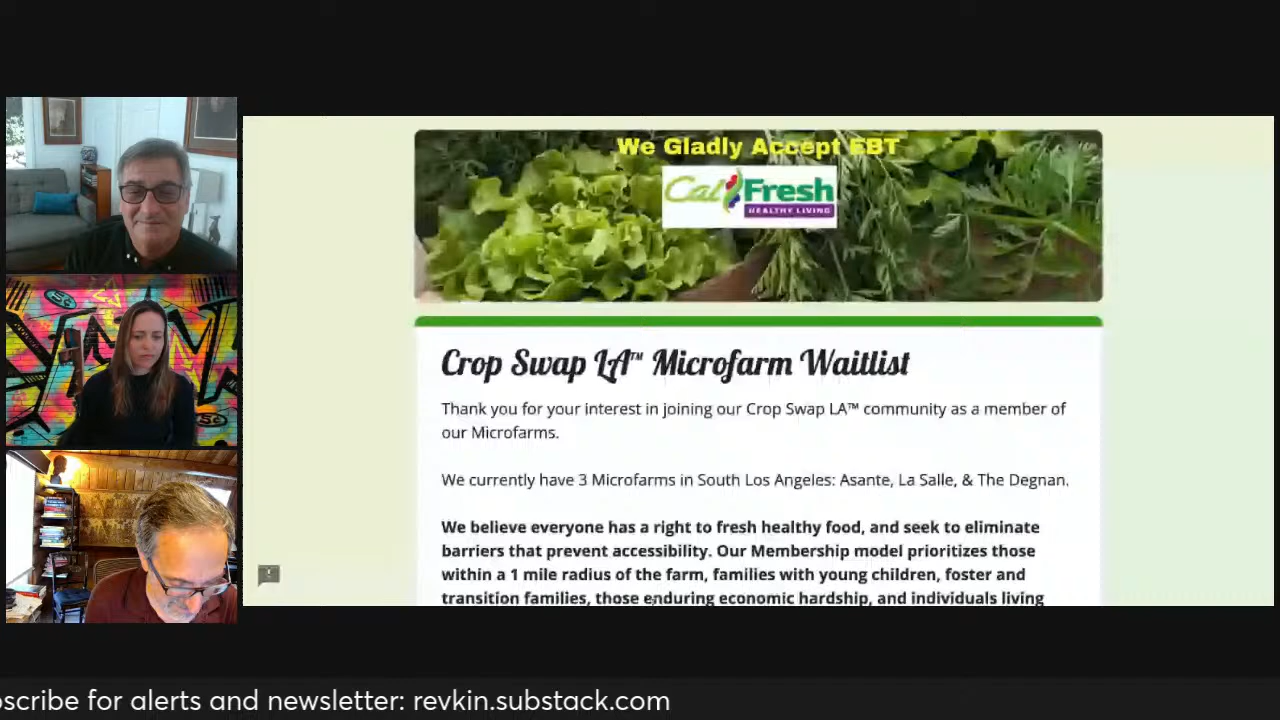 We Gladly Accept EBT
CalFresh
HEALTHY LIVING
Crop Swap LA™ Microfarm Waitlist
Thank you for your interest in joining our Crop Swap LA™ community as a member of
our Microfarms.
We currently have 3 Microfarms in South Los Angeles: Asante, La Salle, & The Degnan.
We believe everyone has a right to fresh healthy food, and seek to eliminate
barriers that prevent accessibility. Our Membership model prioritizes those
within a 1 mile radius of the farm, families with young children, foster and
transition families, those enduring economic hardship, and individuals living
scribe for alerts and newsletter: revkin.substack.com